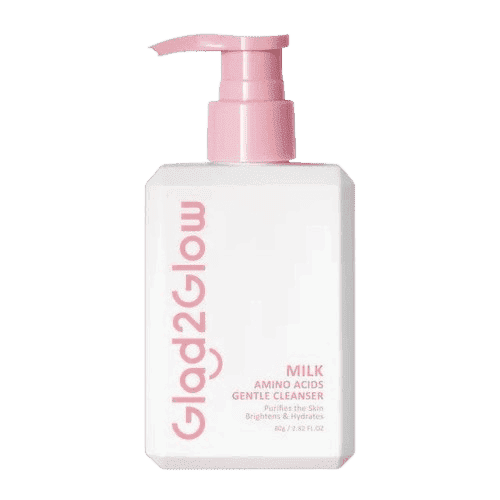 Glad2Glow
MILK
AMINO ACIDS
GENTLE CLEANSER
Purifies the Skin
Brightens & Hydrates
80g / 2.82 FL.OZ